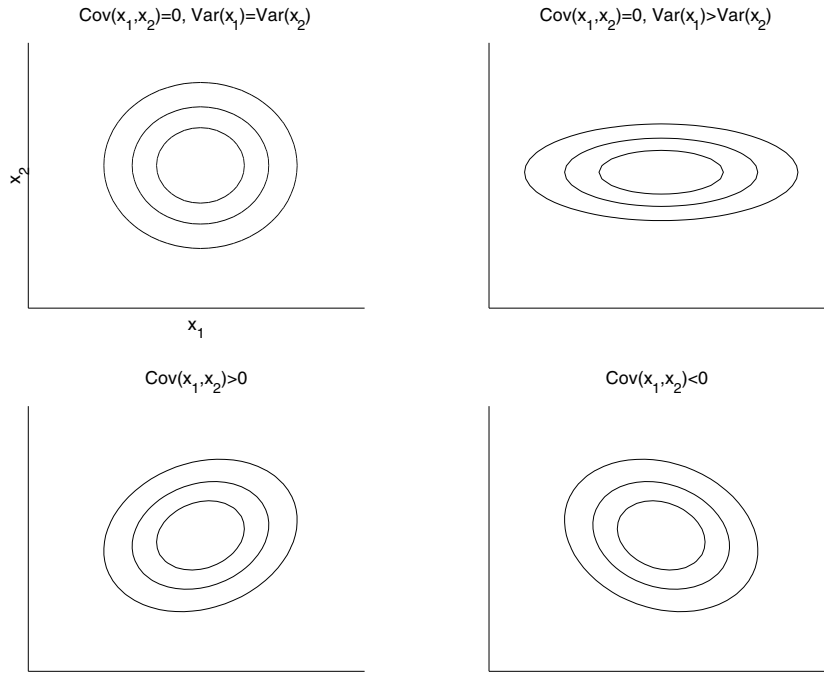 Cov(x₁,x₂)=0, Var(x₁)=Var(x₂)
Cov(x₁,x₂)=0, Var(x₁)>Var(x₂)
x₂
x₁
Cov(x₁,x₂)>0
Cov(x₁,x₂)<0